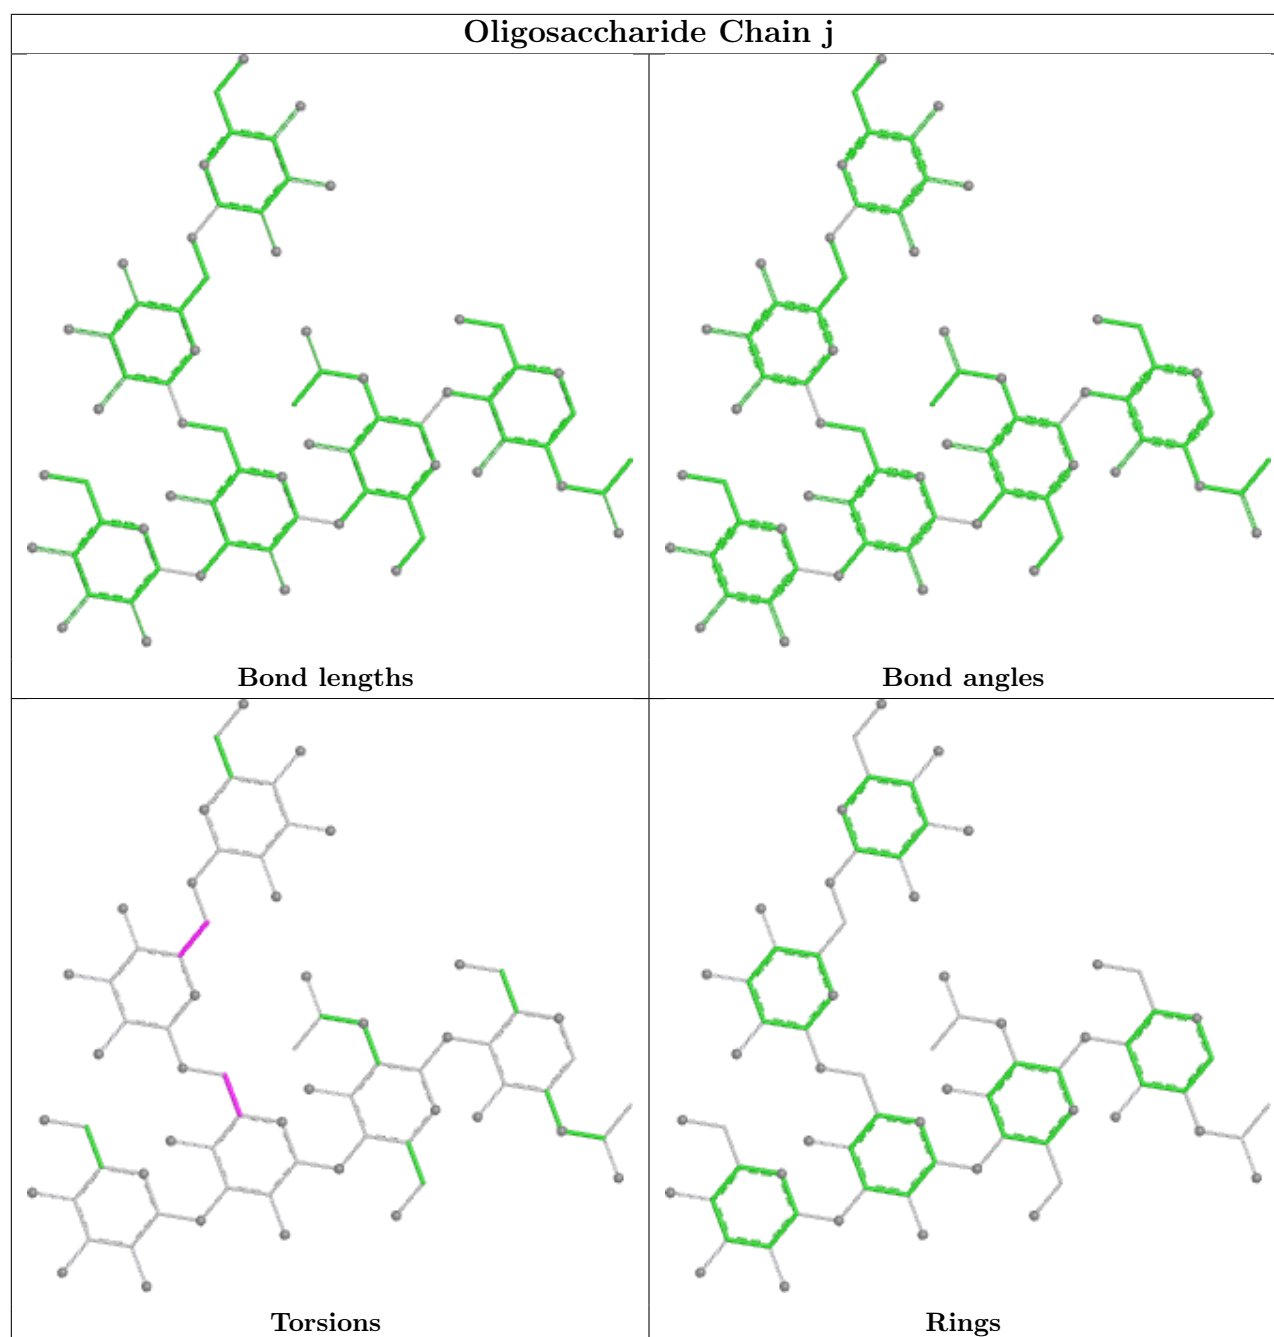 Oligosaccharide Chain j
Bond lengths
Bond angles
Torsions
Rings